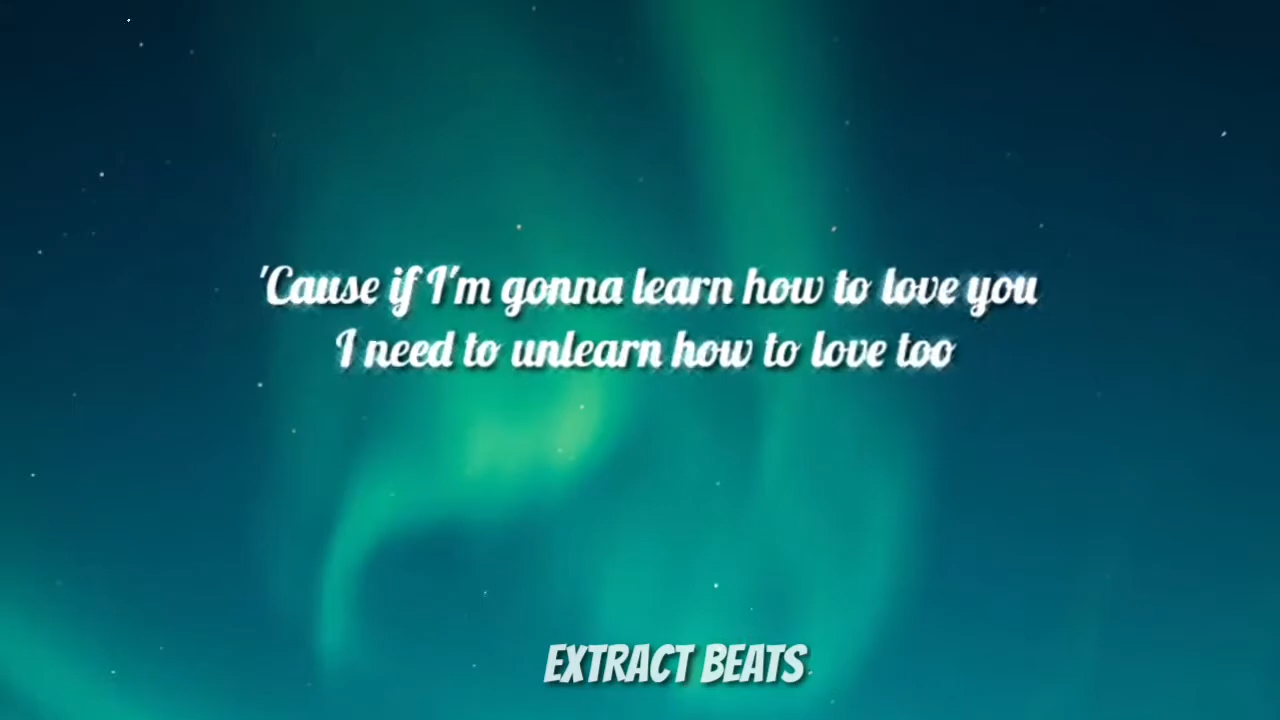 'Cause if I'm gonna learn how to love you
I need to unlearn how to love too
EXTRACT BEATS